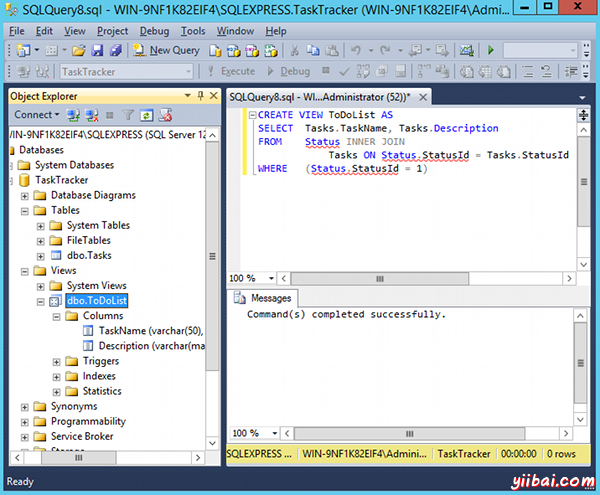 SQLQuery8.sql - WIN-9NF1K82EIF4\SQLEXPRESS.TaskTracker (WIN-9NF1K82EIF4\Admi...
File Edit View Project Debug Tools Window Help
New Query
TaskTracker Execute Debug
Object Explorer
Connect
/IN-9NF1K82EIF4\SQLEXPRESS (SQL Server 12
Databases
System Databases
TaskTracker
Database Diagrams
Tables
System Tables
FileTables
dbo.Tasks
Views
System Views
dbo.ToDoList
Columns
TaskName (varchar(50),
Description (varchar(ma
Triggers
Indexes
Statistics
Synonyms
Programmability
Service Broker
SQLQuery8.sql - WI...Administrator (52))*
CREATE VIEW ToDoList AS
SELECT Tasks.TaskName, Tasks.Description
FROM Status INNER JOIN
Tasks ON Status.StatusId = Tasks.StatusId
WHERE (Status.StatusId = 1)
100 %
Messages
Command(s) completed successfully.
100 %
SQLEXPRESS ... WIN-9NF1K82EIF4\Admini... TaskTracker 00:00:00 0 rows
Ready
yiibai.com